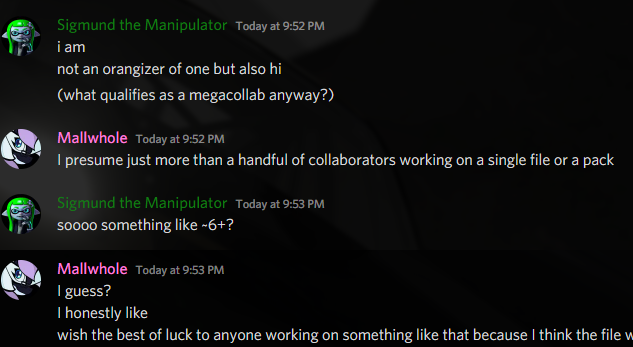 Sigmund the Manipulator Today at 9:52 PM
i am
not an orangizer of one but also hi
(what qualifies as a megacollab anyway?)
Mallwhole Today at 9:52 PM
I presume just more than a handful of collaborators working on a single file or a pack
Sigmund the Manipulator Today at 9:53 PM
soooo something like ~6+?
Mallwhole Today at 9:53 PM
I guess?
I honestly like
wish the best of luck to anyone working on something like that because I think the file